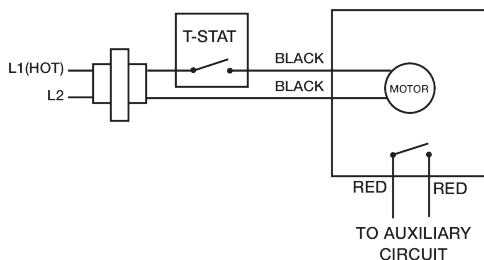 T-STAT
L1(HOT)
BLACK
L2
BLACK
MOTOR
RED
RED
TO AUXILIARY
CIRCUIT